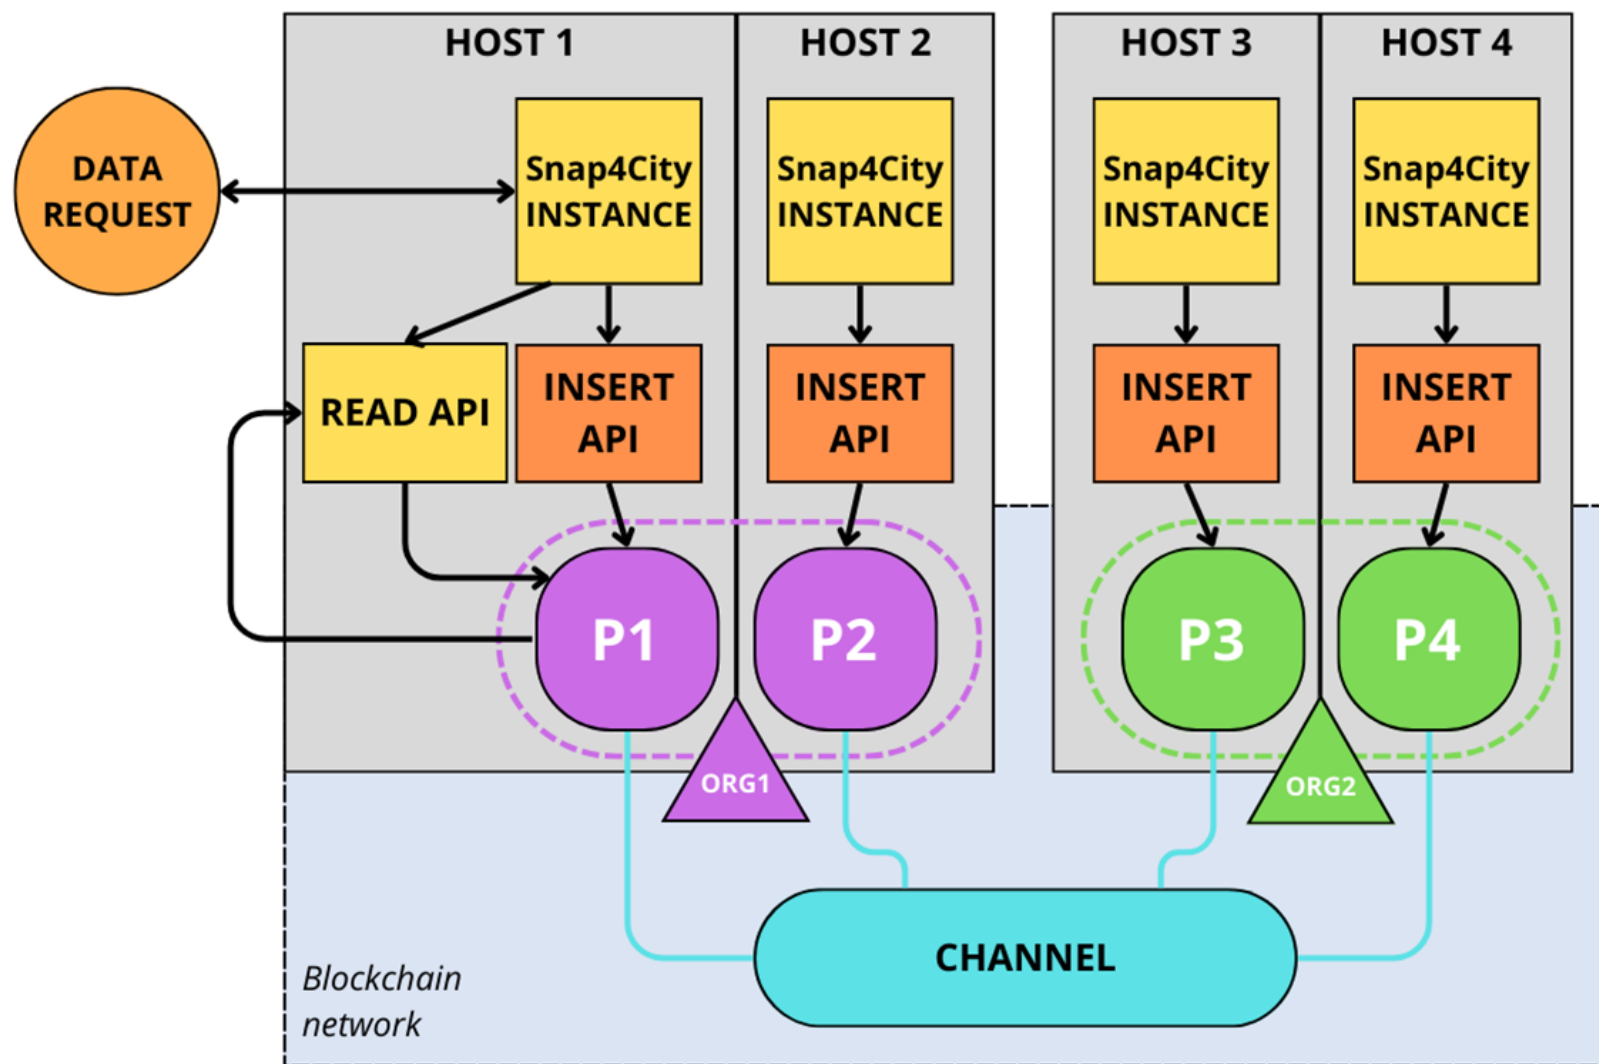 HOST 1
HOST 2
HOST 3
HOST 4
DATA
REQUEST
Snap4City
INSTANCE
Snap4City
INSTANCE
Snap4City
INSTANCE
Snap4City
INSTANCE
READ API
INSERT
API
INSERT
API
INSERT
API
INSERT
API
P1
P2
P3
P4
ORG1
ORG2
CHANNEL
Blockchain
network